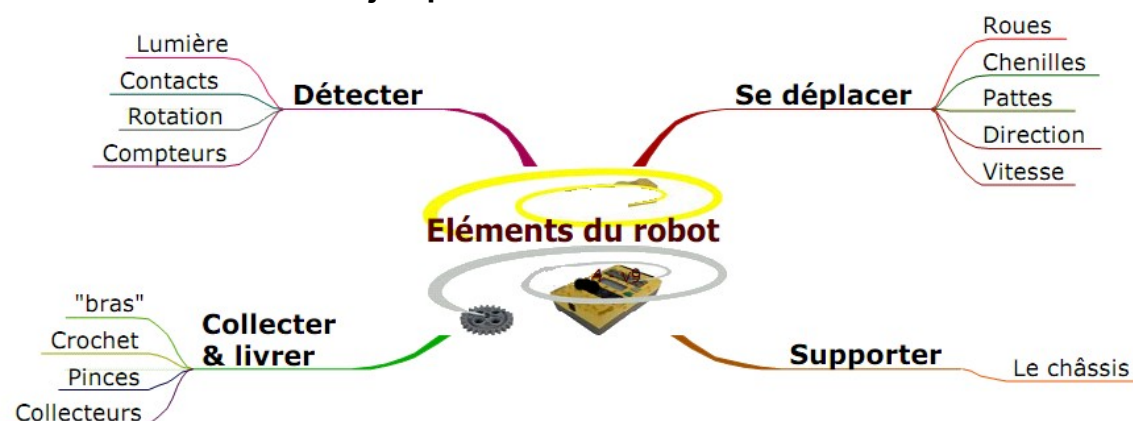 Eléments du robot
Détecter
Lumière
Contacts
Rotation
Compteurs
Se déplacer
Roues
Chenilles
Pattes
Direction
Vitesse
Collecter
& livrer
"bras"
Crochet
Pinces
Collecteurs
Supporter
Le châssis